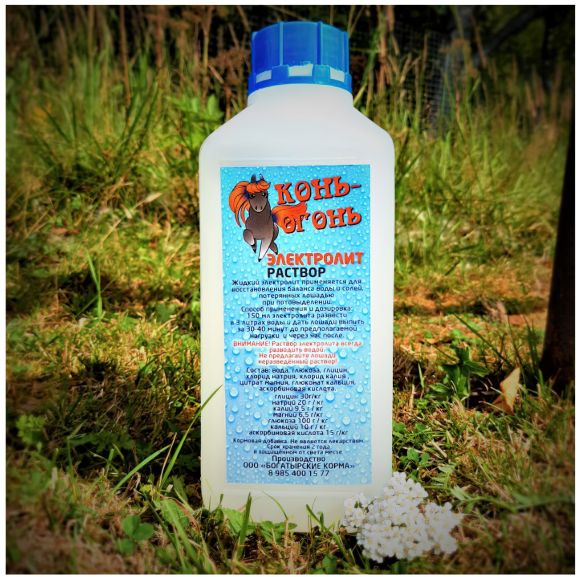 КОНЬ-
ОГОНЬ
ЭЛЕКТРОЛИТ
РАСТВОР
Жидкий электролит применяется для
восстановления баланса воды и солей,
потерянных лошадью
при потовыделении.
Способ применения и дозировка:
150 мл электролита развести
в 3 литрах воды и дать лошади выпить
за 30-40 минут до предполагаемой
нагрузки и через час после.
ВНИМАНИЕ! Раствор электролита всегда
разводить водой.
Не предлагайте лошади
неразведённый раствор!
Состав: вода, глюкоза, глицин,
хлорид натрия, хлорид калия,
цитрат магния, глюконат кальция,
аскорбиновая кислота.
глицин 30г/кг
натрий 20 г / кг
калий 9,5 г/ кг
магний 6,5 г/кг
глюкоза 100 г / кг
кальций 10 г / кг
аскорбиновая кислота 15 г/кг
Кормовая добавка. Не является лекарством.
Срок хранения 2 года,
в защищенном от света месте.
Производство
ООО «БОГАТЫРСКИЕ КОРМА»
8 985 400 15 77